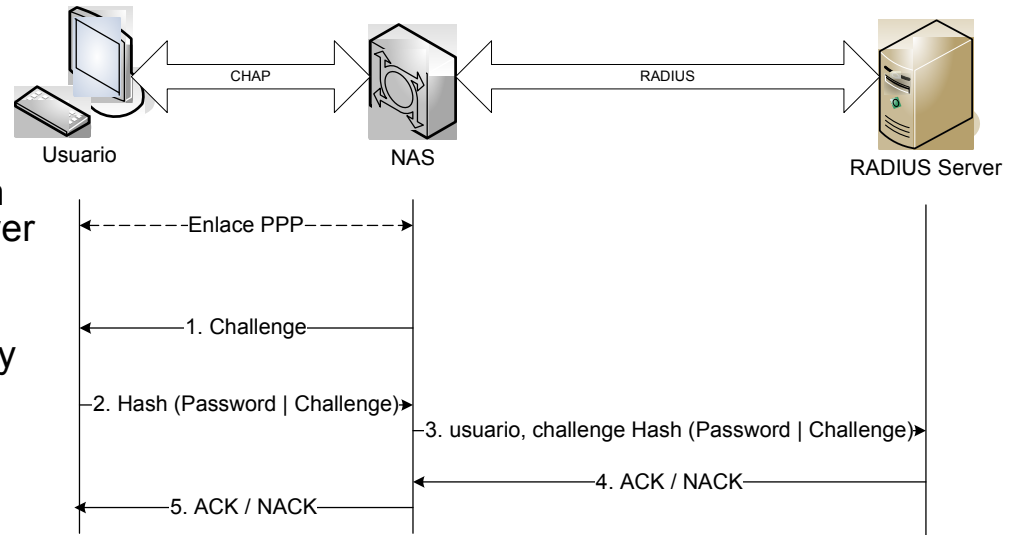 CHAP
RADIUS
Usuario
NAS
RADIUS Server
ver
Enlace PPP
1. Challenge
y
2. Hash (Password | Challenge)
3. usuario, challenge Hash (Password | Challenge)
4. ACK / NACK
5. ACK / NACK